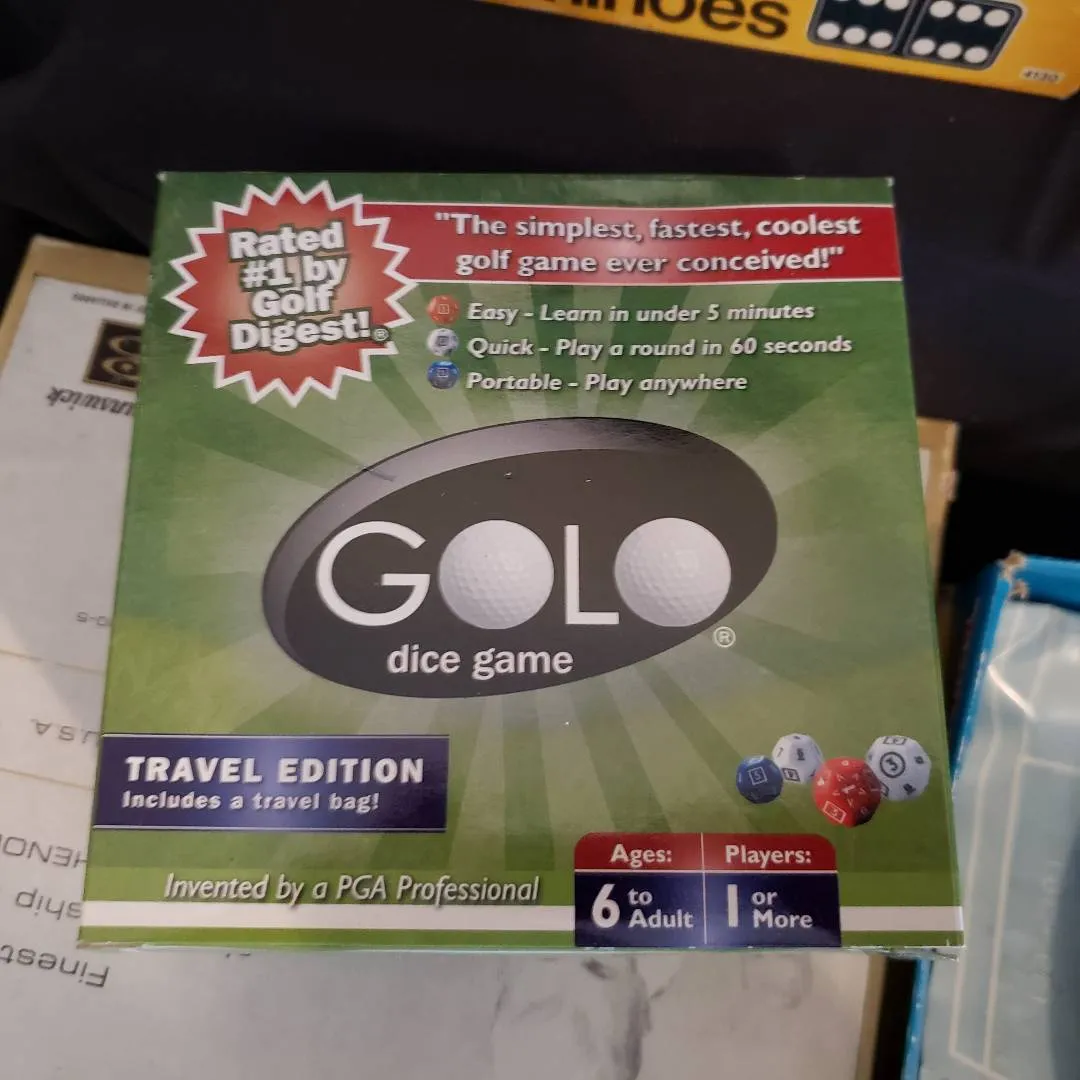 4130
Rated
#1 by
Golf
Digest!®
"The simplest, fastest, coolest
golf game ever conceived!"
Easy - Learn in under 5 minutes
Quick - Play a round in 60 seconds
Portable - Play anywhere
GOLO®
dice game
TRAVEL EDITION
Includes a travel bag!
Invented by a PGA Professional
Ages:
6 to Adult
Players:
1 or More
Finest